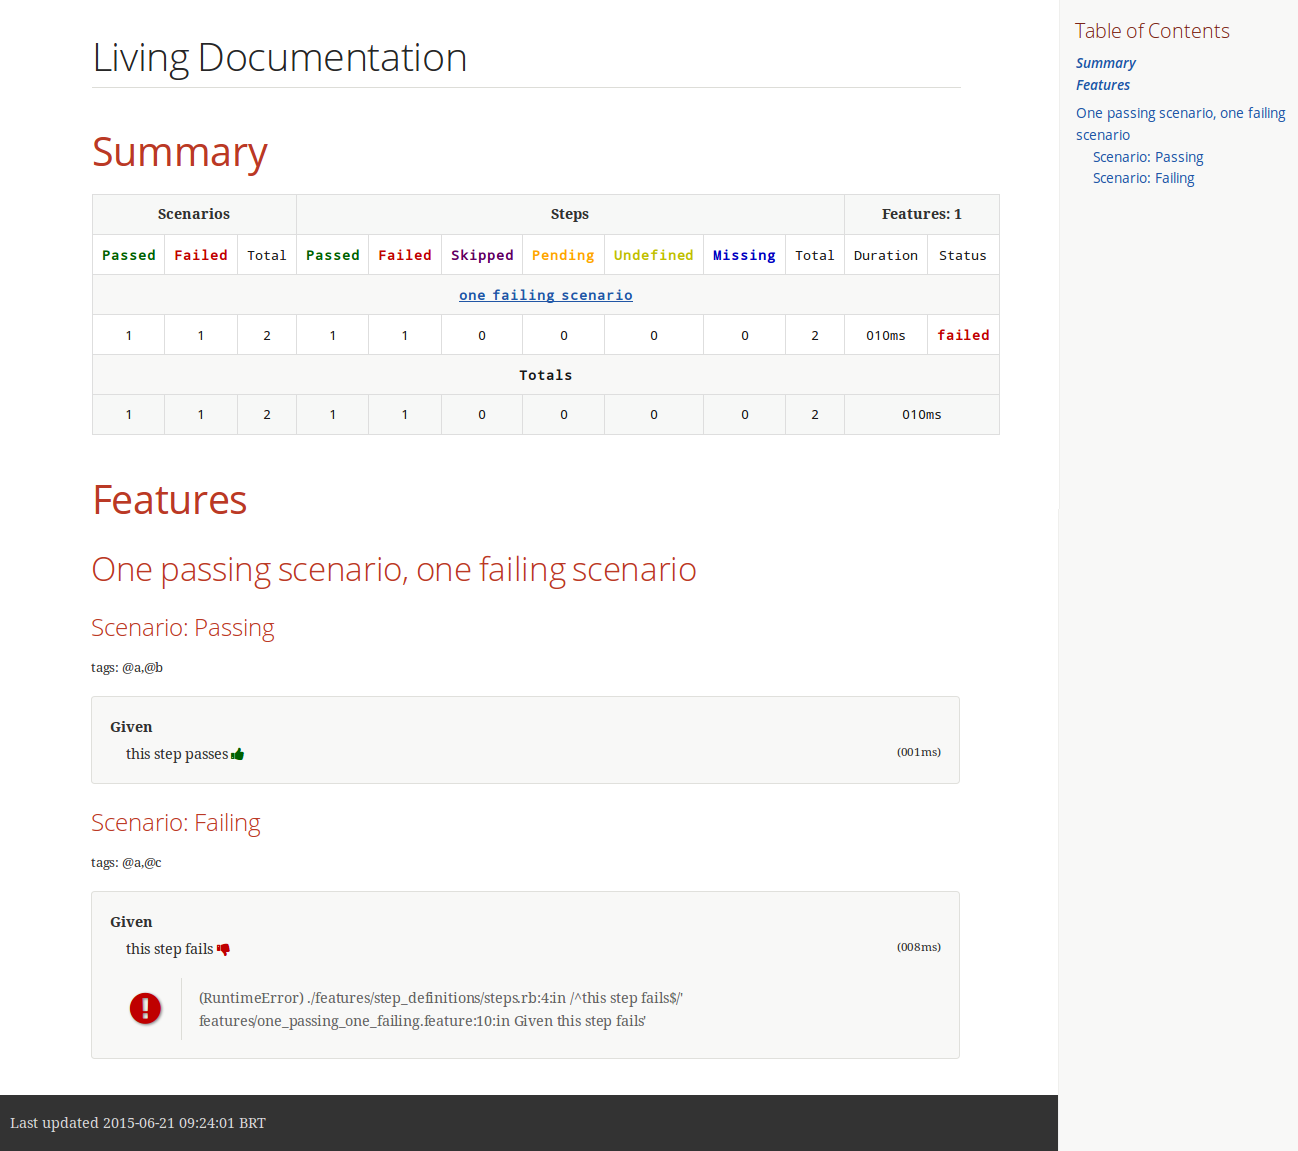 Living Documentation
Summary
Scenarios Steps Features: 1
Passed Failed Total Passed Failed Skipped Pending Undefined Missing Total Duration Status
one failing scenario
1 1 2 1 1 0 0 0 0 2 010ms failed
Totals
1 1 2 1 1 0 0 0 0 2 010ms
Features
One passing scenario, one failing scenario
Scenario: Passing
tags: @a,@b
Given
this step passes (001ms)
Scenario: Failing
tags: @a,@c
Given
this step fails (008ms)
(RuntimeError) ./features/step_definitions/steps.rb:4:in /^this step fails$/'
features/one_passing_one_failing.feature:10:in Given this step fails'
Last updated 2015-06-21 09:24:01 BRT
Table of Contents
Summary
Features
One passing scenario, one failing
scenario
Scenario: Passing
Scenario: Failing